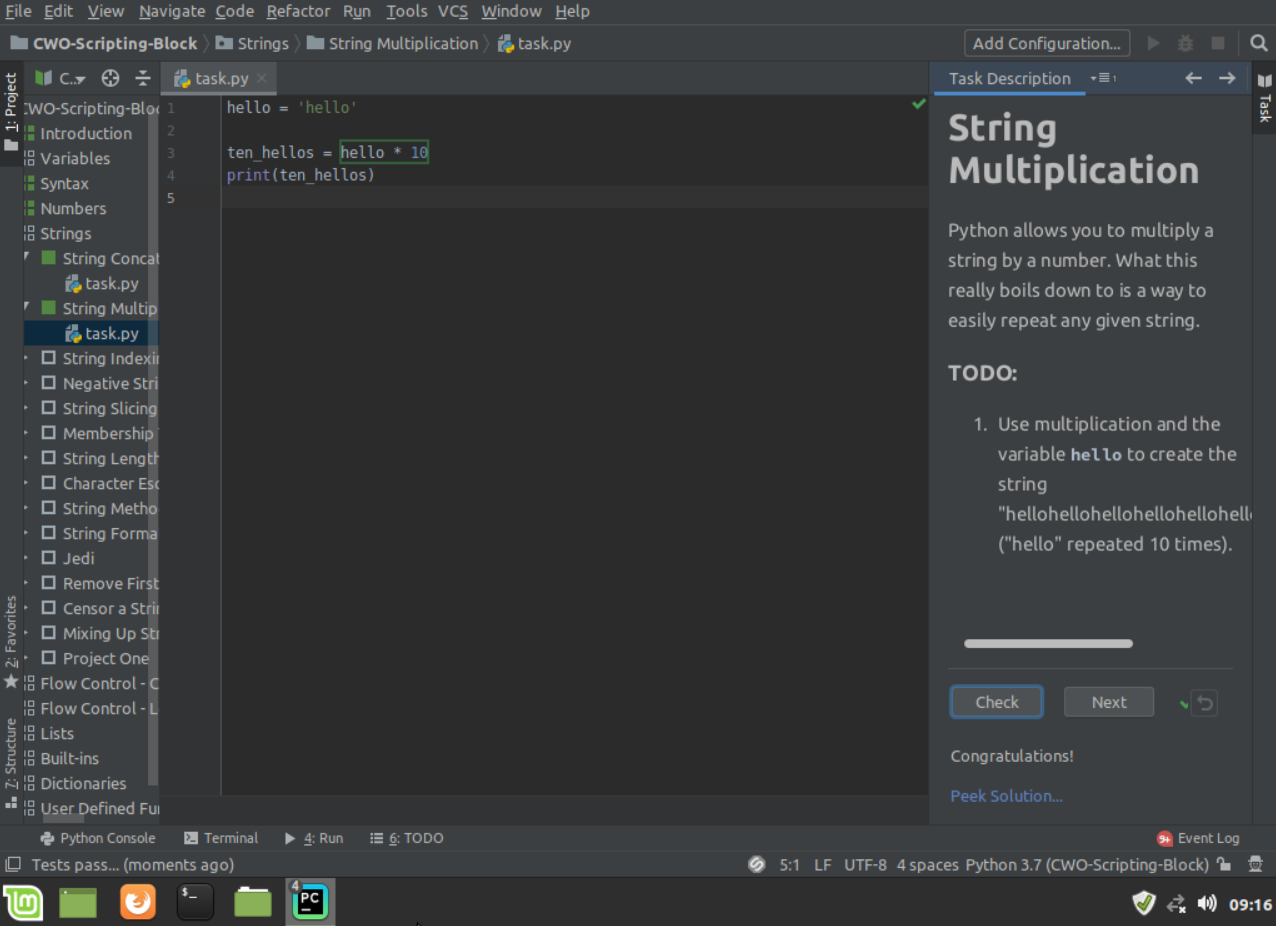 File Edit View Navigate Code Refactor Run Tools VCS Window Help
CWO-Scripting-Block Strings String Multiplication task.py Add Configuration...
1: Project
C.. task.py Task Description
CWO-Scripting-Bloc
Introduction
Variables
Syntax
Numbers
Strings
String Concat
task.py
String Multip
task.py
String Indexin
Negative Stri
String Slicing
Membership
String Length
Character Esc
String Metho
String Forma
Jedi
Remove First
Censor a Strin
Mixing Up Str
Project One
Flow Control - C
Flow Control - L
Lists
Built-ins
Dictionaries
User Defined Fun
2: Favorites
Z: Structure
1 hello = 'hello'
2
3 ten_hellos = hello * 10
4 print(ten_hellos)
5
Task
String
Multiplication
Python allows you to multiply a
string by a number. What this
really boils down to is a way to
easily repeat any given string.
TODO:
1. Use multiplication and the
variable hello to create the
string
"hellohellohellohellohellohell
("hello" repeated 10 times).
Check Next
Congratulations!
Peek Solution...
Python Console Terminal 4: Run 6: TODO 9+ Event Log
Tests pass... (moments ago) 5:1 LF UTF-8 4 spaces Python 3.7 (CWO-Scripting-Block)
$_ 4 PC 09:16